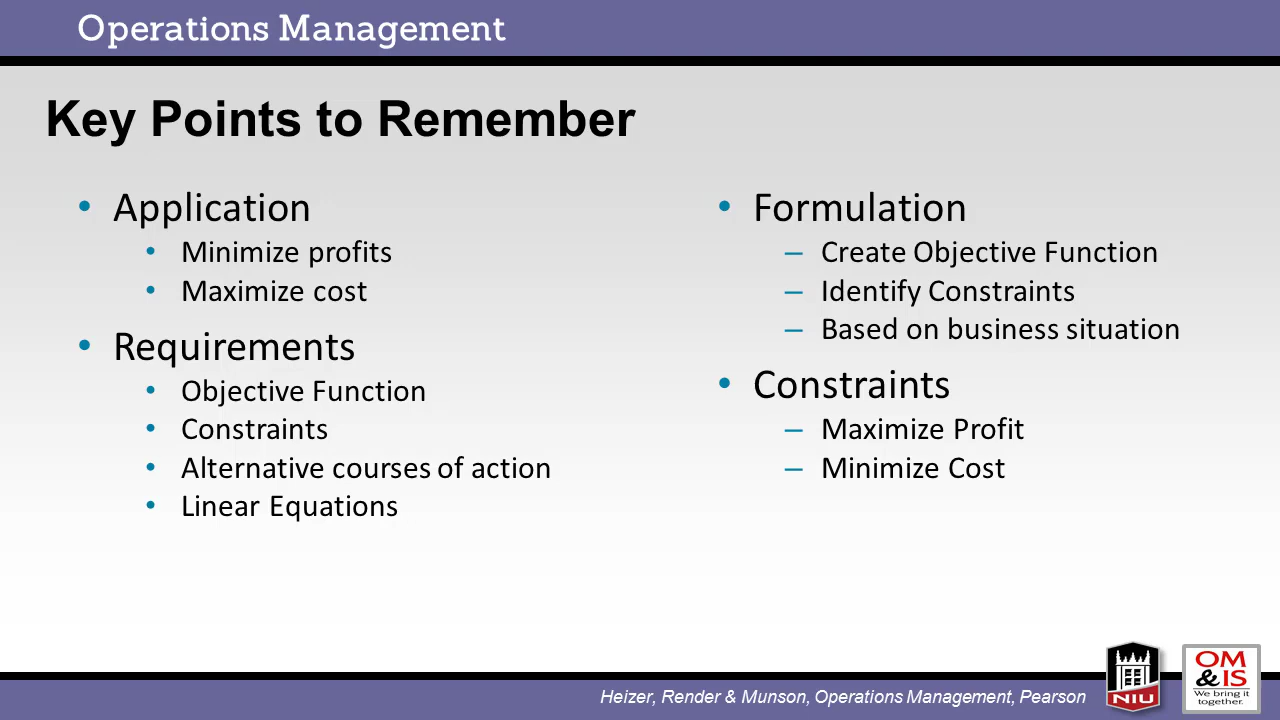 Operations Management
Key Points to Remember
Application
Minimize profits
Maximize cost
Requirements
Objective Function
Constraints
Alternative courses of action
Linear Equations
Formulation
Create Objective Function
Identify Constraints
Based on business situation
Constraints
Maximize Profit
Minimize Cost
Heizer, Render & Munson, Operations Management, Pearson
NIU
OM
&IS
We bring it
together.